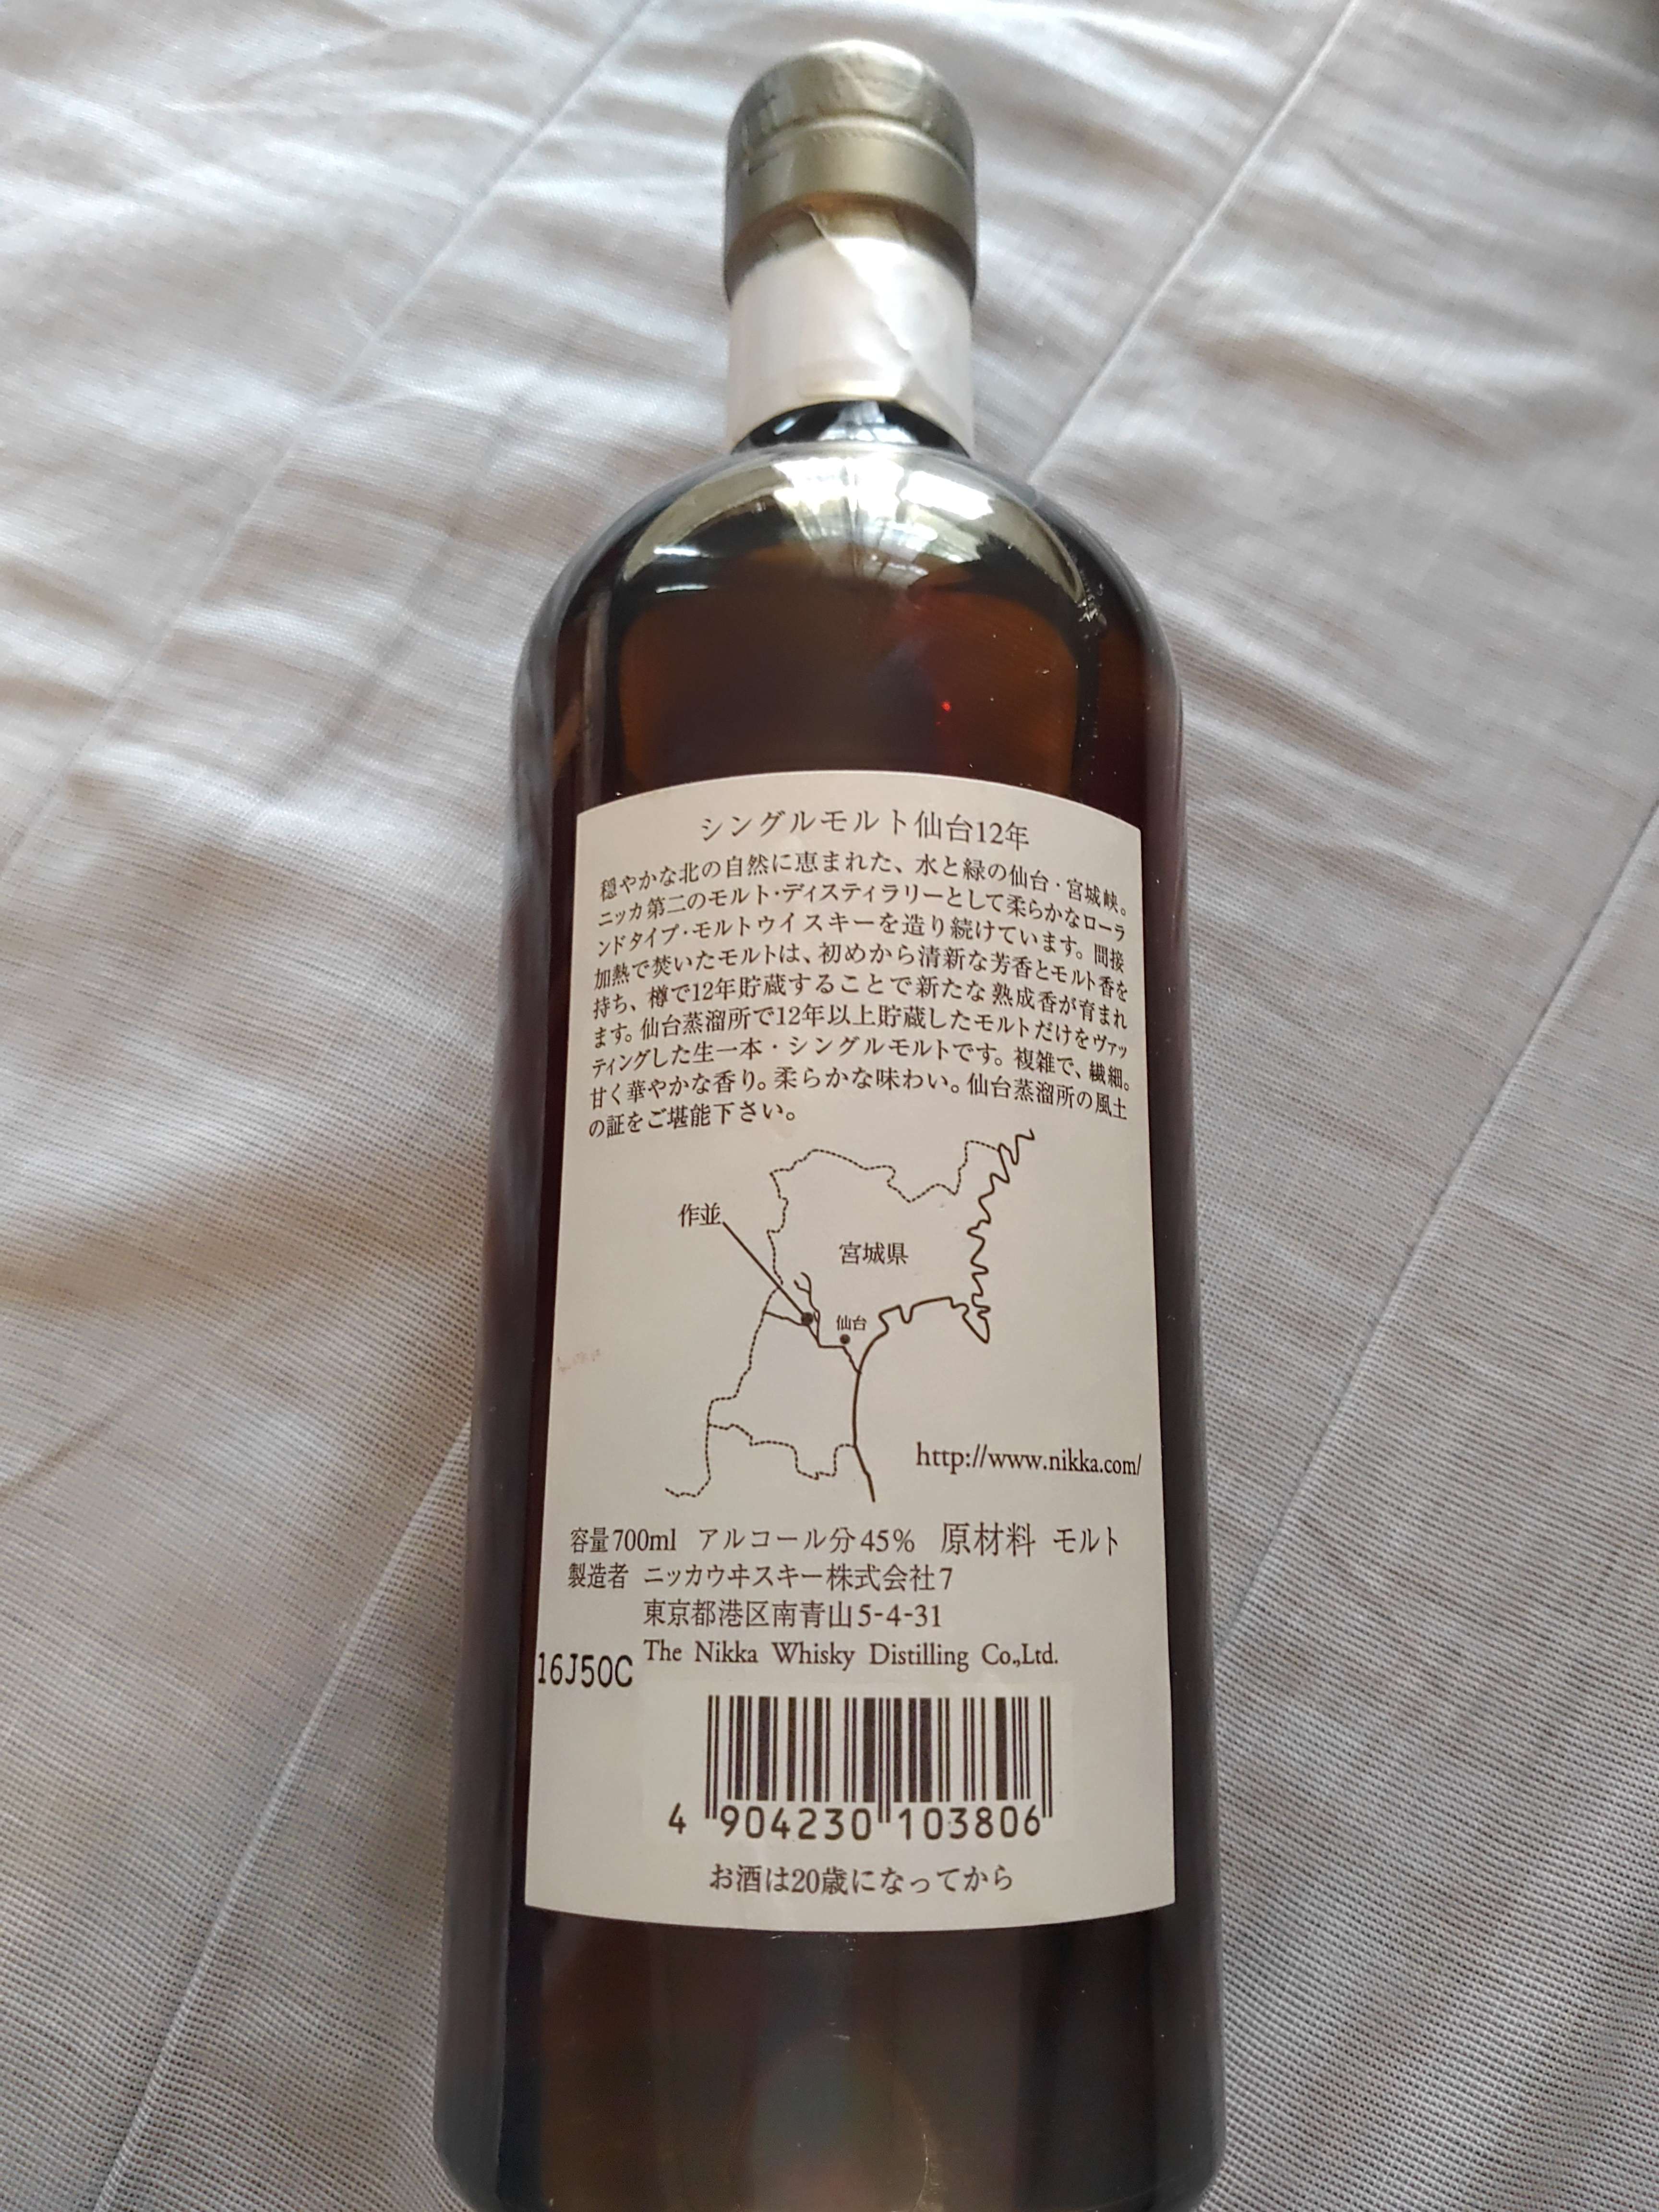 シングルモルト仙台12年
穏やかな北の自然に恵まれた、水と緑の仙台・宮城峡。
ニッカ第二のモルト・ディスティラリーとして柔らかなローラ
ンドタイプ・モルトウイスキーを造り続けています。間接
加熱で焚いたモルトは、初めから清新な芳香とモルト香を
持ち、樽で12年貯蔵することで新たな熟成香が育まれ
ます。仙台蒸溜所で12年以上貯蔵したモルトだけをヴァッ
ティングした生一本・シングルモルトです。複雑で、繊細。
甘く華やかな香り。柔らかな味わい。仙台蒸溜所の風土
の証をご堪能下さい。
作並
宮城県
仙台
http://www.nikka.com/
容量700ml アルコール分45% 原材料 モルト
製造者 ニッカウヰスキー株式会社7
東京都港区南青山5-4-31
The Nikka Whisky Distilling Co.,Ltd.
16J50C
4 904230 103806
お酒は20歳になってから